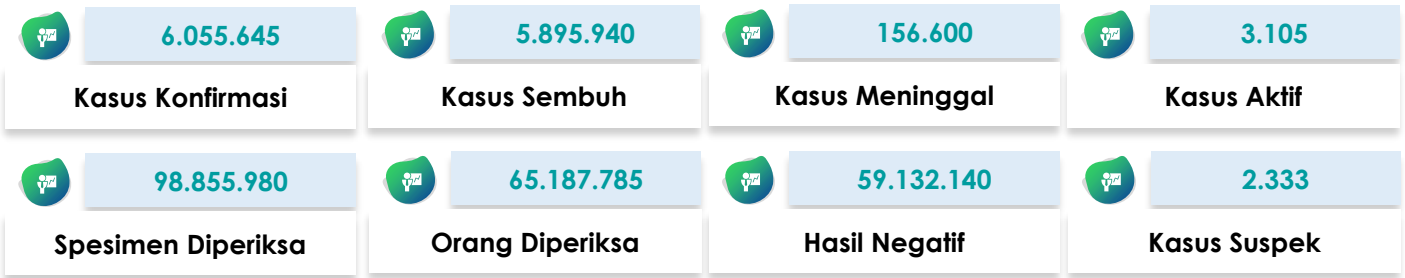 6.055.645
Kasus Konfirmasi
5.895.940
Kasus Sembuh
156.600
Kasus Meninggal
3.105
Kasus Aktif
98.855.980
Spesimen Diperiksa
65.187.785
Orang Diperiksa
59.132.140
Hasil Negatif
2.333
Kasus Suspek